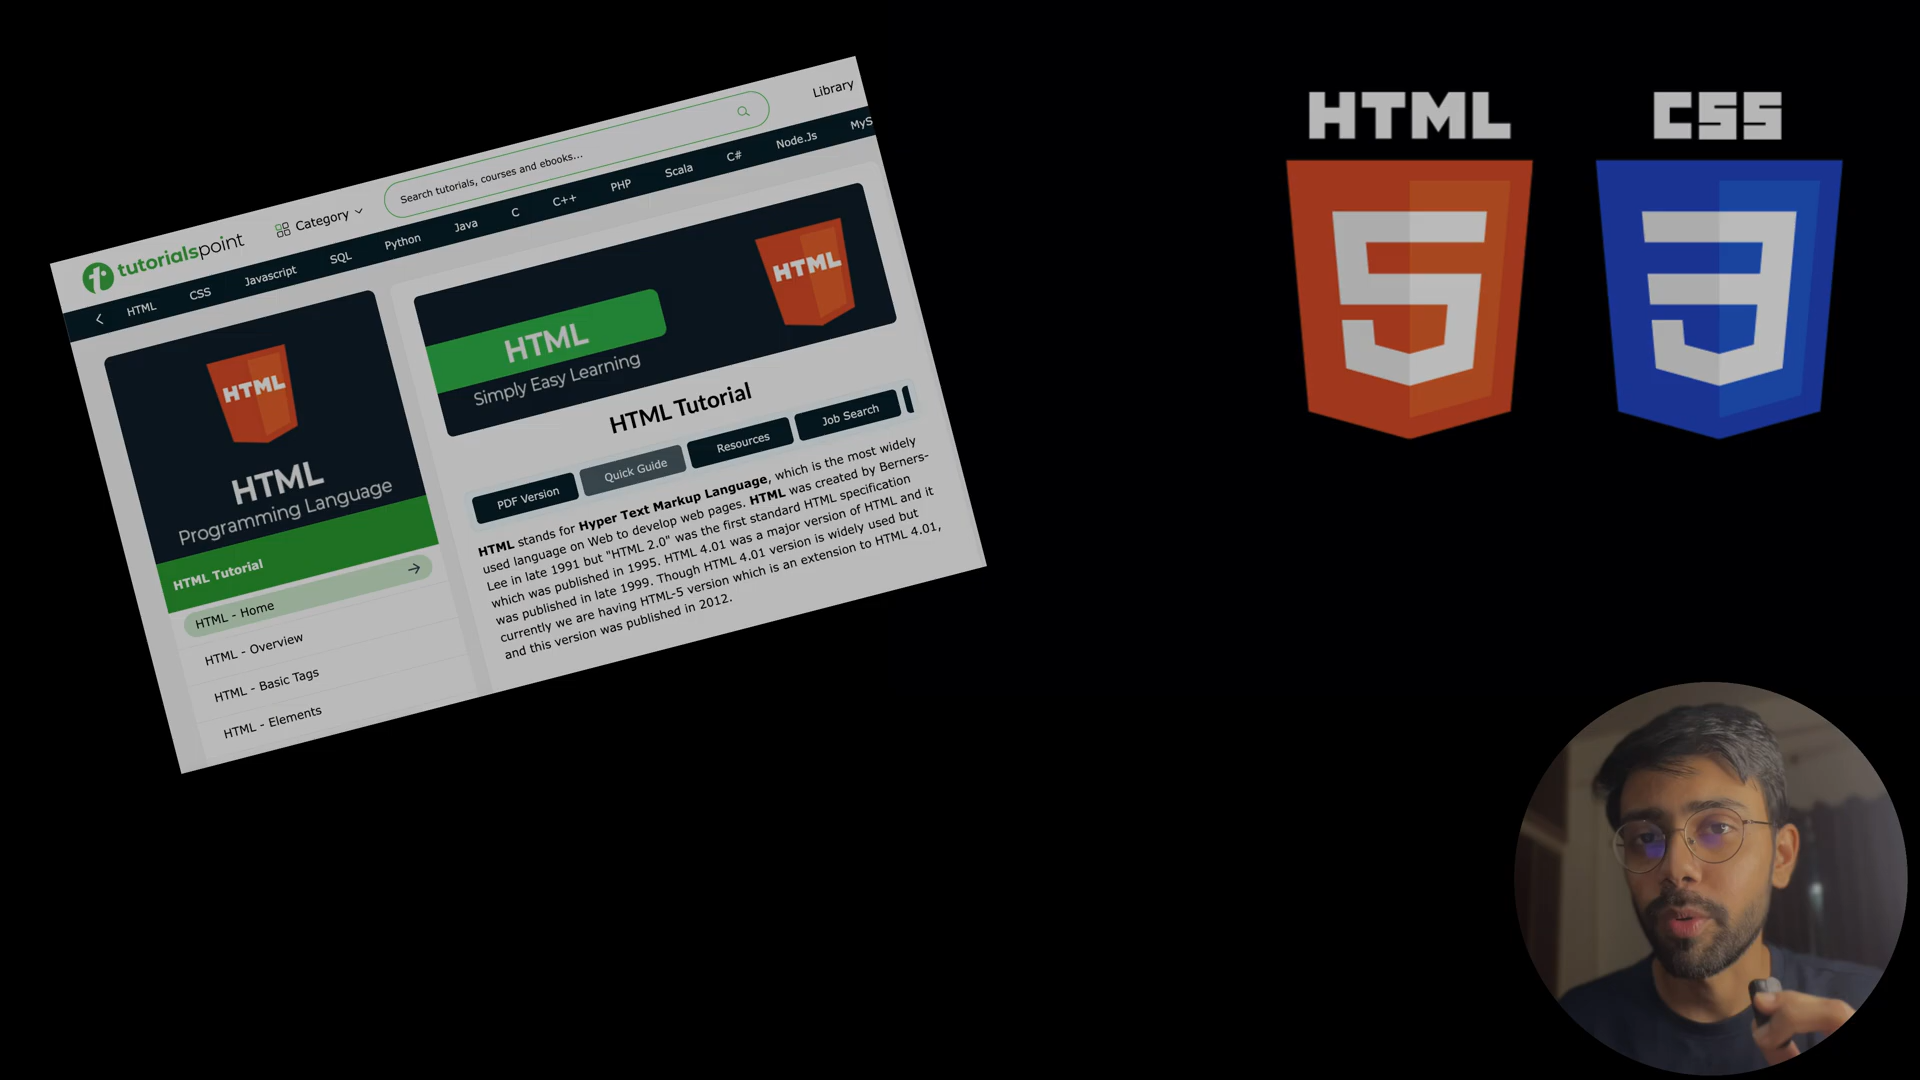 Library
Search tutorials, courses and ebooks...
Category
tutorialspoint
HTML CSS Javascript SQL Python Java C C++ PHP Scala C# Node.Js MyS
HTML
HTML
Programming Language
HTML Tutorial
HTML - Home
HTML - Overview
HTML - Basic Tags
HTML - Elements
HTML
Simply Easy Learning
HTML
HTML Tutorial
PDF Version
Quick Guide
Resources
Job Search
HTML stands for Hyper Text Markup Language, which is the most widely
used language on Web to develop web pages. HTML was created by Berners-
Lee in late 1991 but "HTML 2.0" was the first standard HTML specification
which was published in 1995. HTML 4.01 was a major version of HTML and it
was published in late 1999. Though HTML 4.01 version is widely used but
currently we are having HTML-5 version which is an extension to HTML 4.01,
and this version was published in 2012.
HTML
5
CSS
3